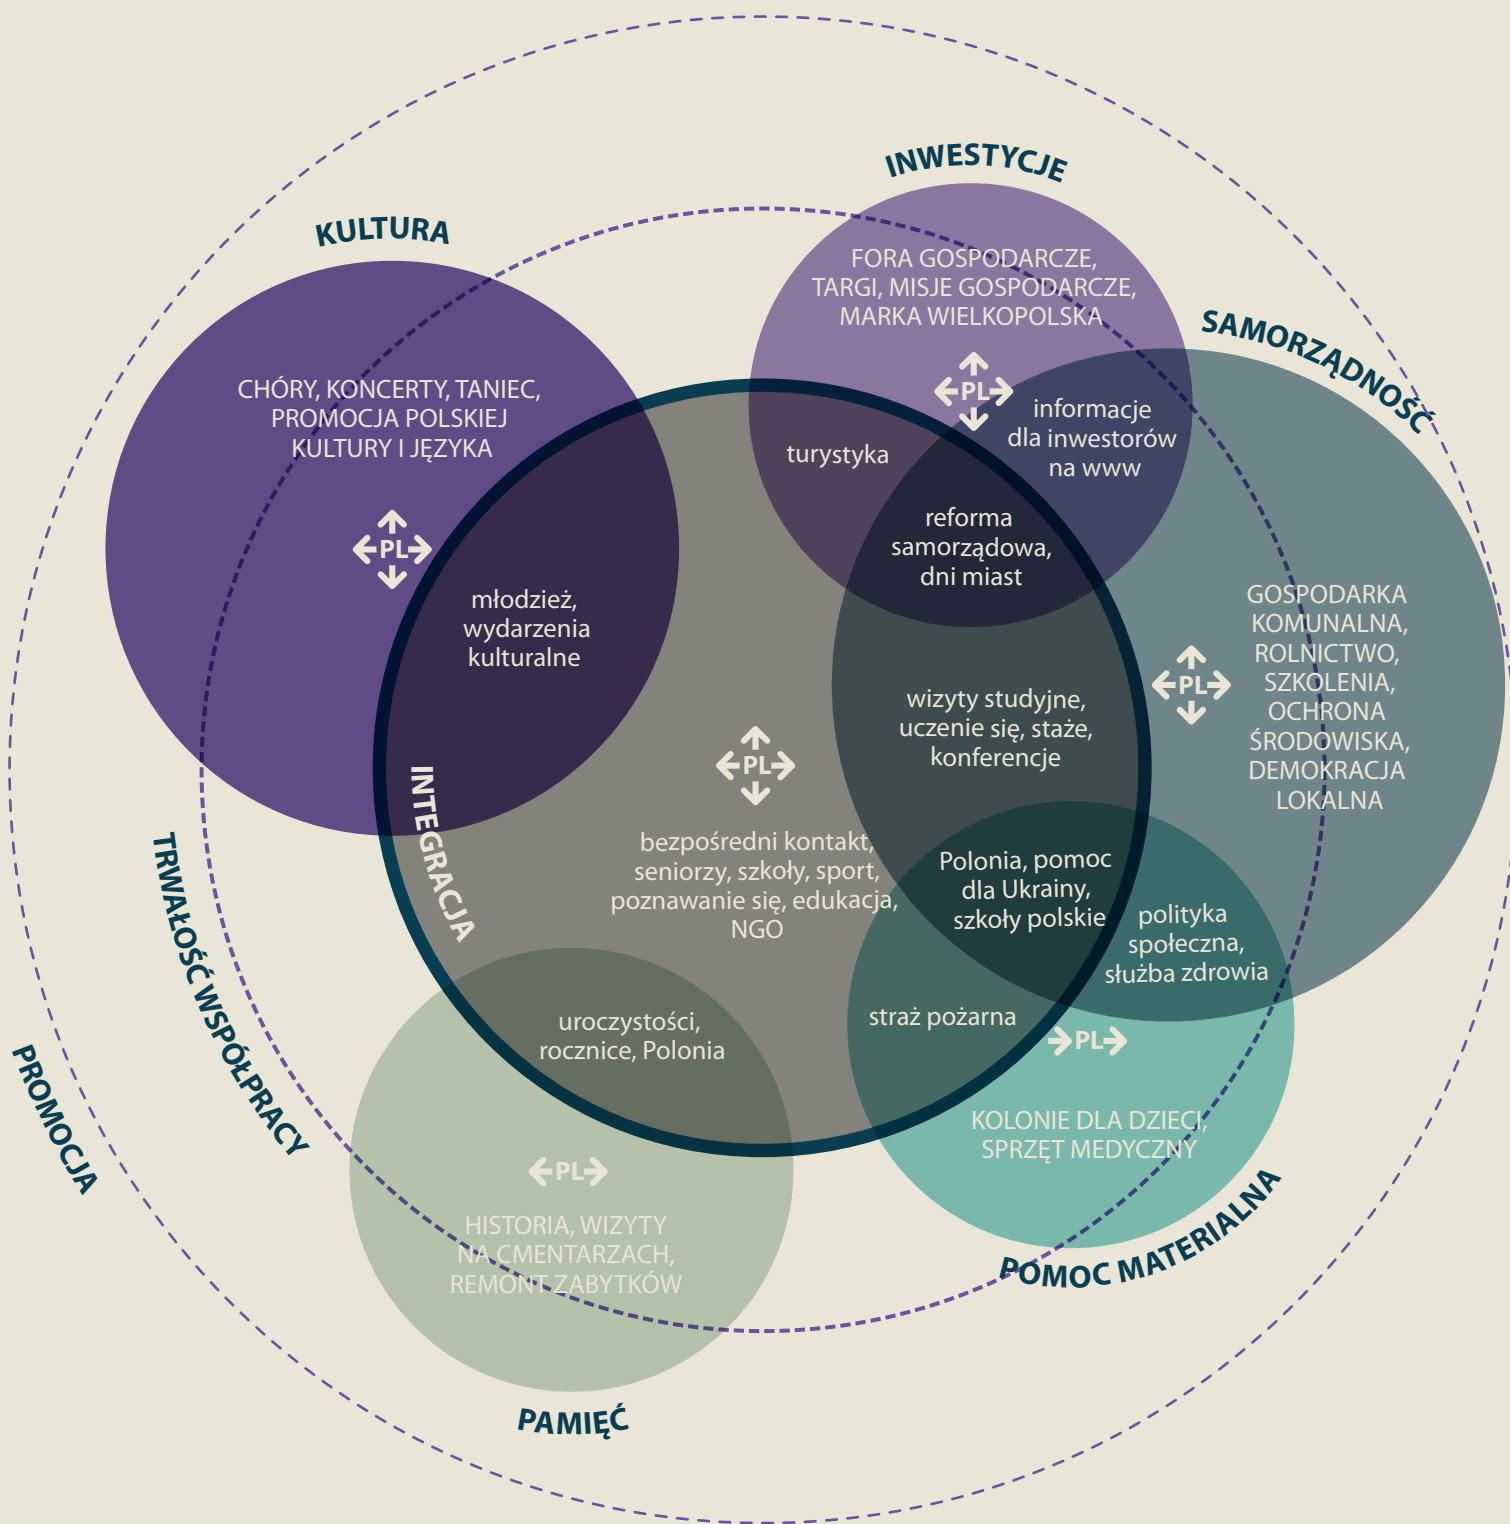 INWESTYCJE
KULTURA
FORA GOSPODARCZE,
TARGI, MISJE GOSPODARCZE,
MARKA WIELKOPOLSKA
SAMORZĄDNOŚĆ
CHÓRY, KONCERTY, TANIEC,
PROMOCJA POLSKIEJ
KULTURY I JĘZYKA
PL
PL
informacje
dla inwestorów
na www
turystyka
reforma
samorządowa,
dni miast
młodzież,
wydarzenia
kulturalne
GOSPODARKA
KOMUNALNA,
ROLNICTWO,
SZKOLENIA,
OCHRONA
ŚRODOWISKA,
DEMOKRACJA
LOKALNA
PL
wizyty studyjne,
uczenie się, staże,
konferencje
PL
INTEGRACJA
bezpośredni kontakt,
seniorzy, szkoły, sport,
poznawanie się, edukacja,
NGO
Polonia, pomoc
dla Ukrainy,
szkoły polskie
polityka
społeczna,
służba zdrowia
TRWAŁOŚĆ WSPÓŁPRACY
PROMOCJA
uroczystości,
rocznice, Polonia
straż pożarna
PL
KOLONIE DLA DZIECI,
SPRZĘT MEDYCZNY
POMOC MATERIALNA
PL
HISTORIA, WIZYTY
NA CMENTARZACH,
REMONT ZABYTKÓW
PAMIĘĆ